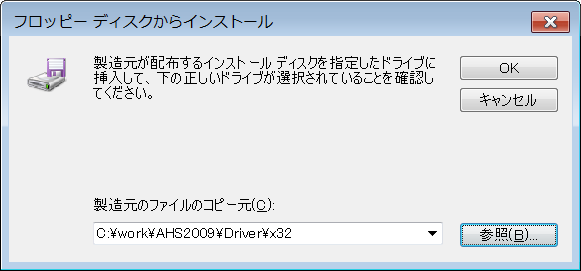 フロッピー ディスクからインストール
製造元が配布するインストール ディスクを指定したドライブに
挿入して、下の正しいドライブが選択されていることを確認し
てください。
OK
キャンセル
製造元のファイルのコピー元(C):
C:¥work¥AHS2009¥Driver¥x32
参照(B)...